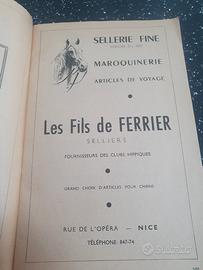 SELLERIE FINE
MAROQUINERIE
ARTICLES DE VOYAGE
Les Fils de FERRIER
SELLIERS
FOURNISSEURS DES CLUBS HIPPIQUES
GRAND CHOIX D'ARTICLES POUR CHIENS
RUE DE L'OPÉRA — NICE
TÉLÉPHONE: 847-74
subito